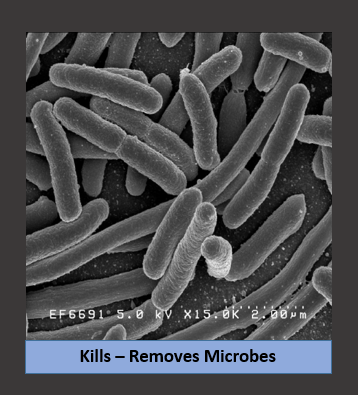 EF6691 5.0 kV X15.0K 2.00µm
Kills – Removes Microbes